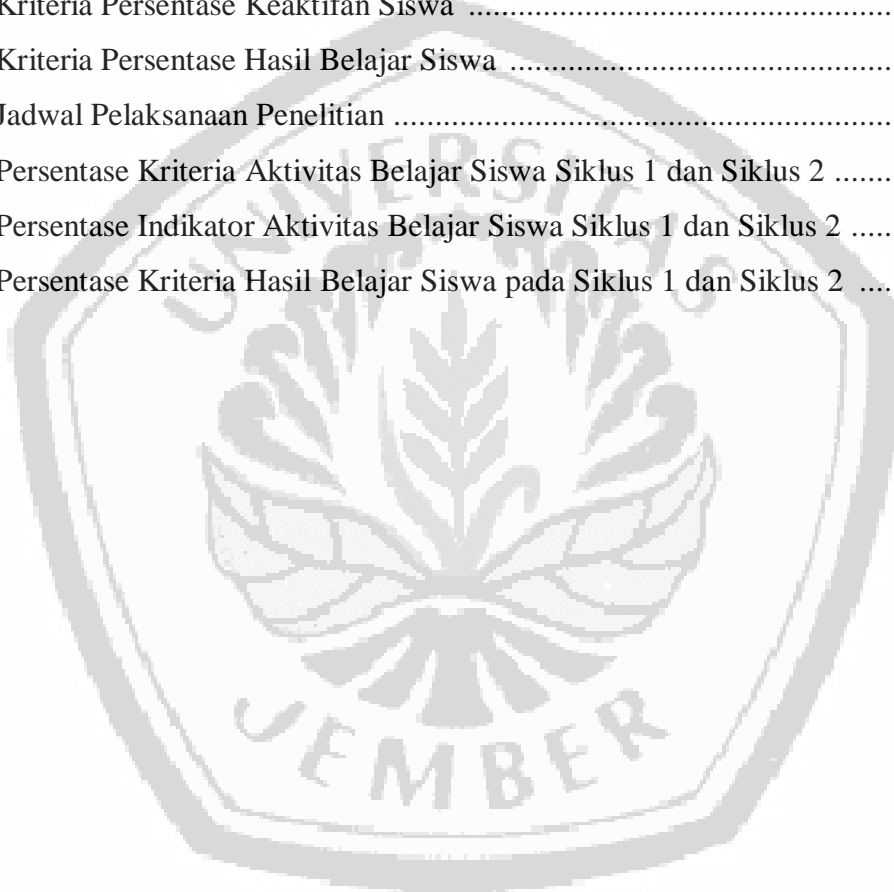 Kriteria Persentase Keaktifan Siswa ...................................................
Kriteria Persentase Hasil Belajar Siswa ..............................................
Jadwal Pelaksanaan Penelitian ............................................................
Persentase Kriteria Aktivitas Belajar Siswa Siklus 1 dan Siklus 2 .......
Persentase Indikator Aktivitas Belajar Siswa Siklus 1 dan Siklus 2 .....
Persentase Kriteria Hasil Belajar Siswa pada Siklus 1 dan Siklus 2 ....
UNIVERSITAS
JEMBER